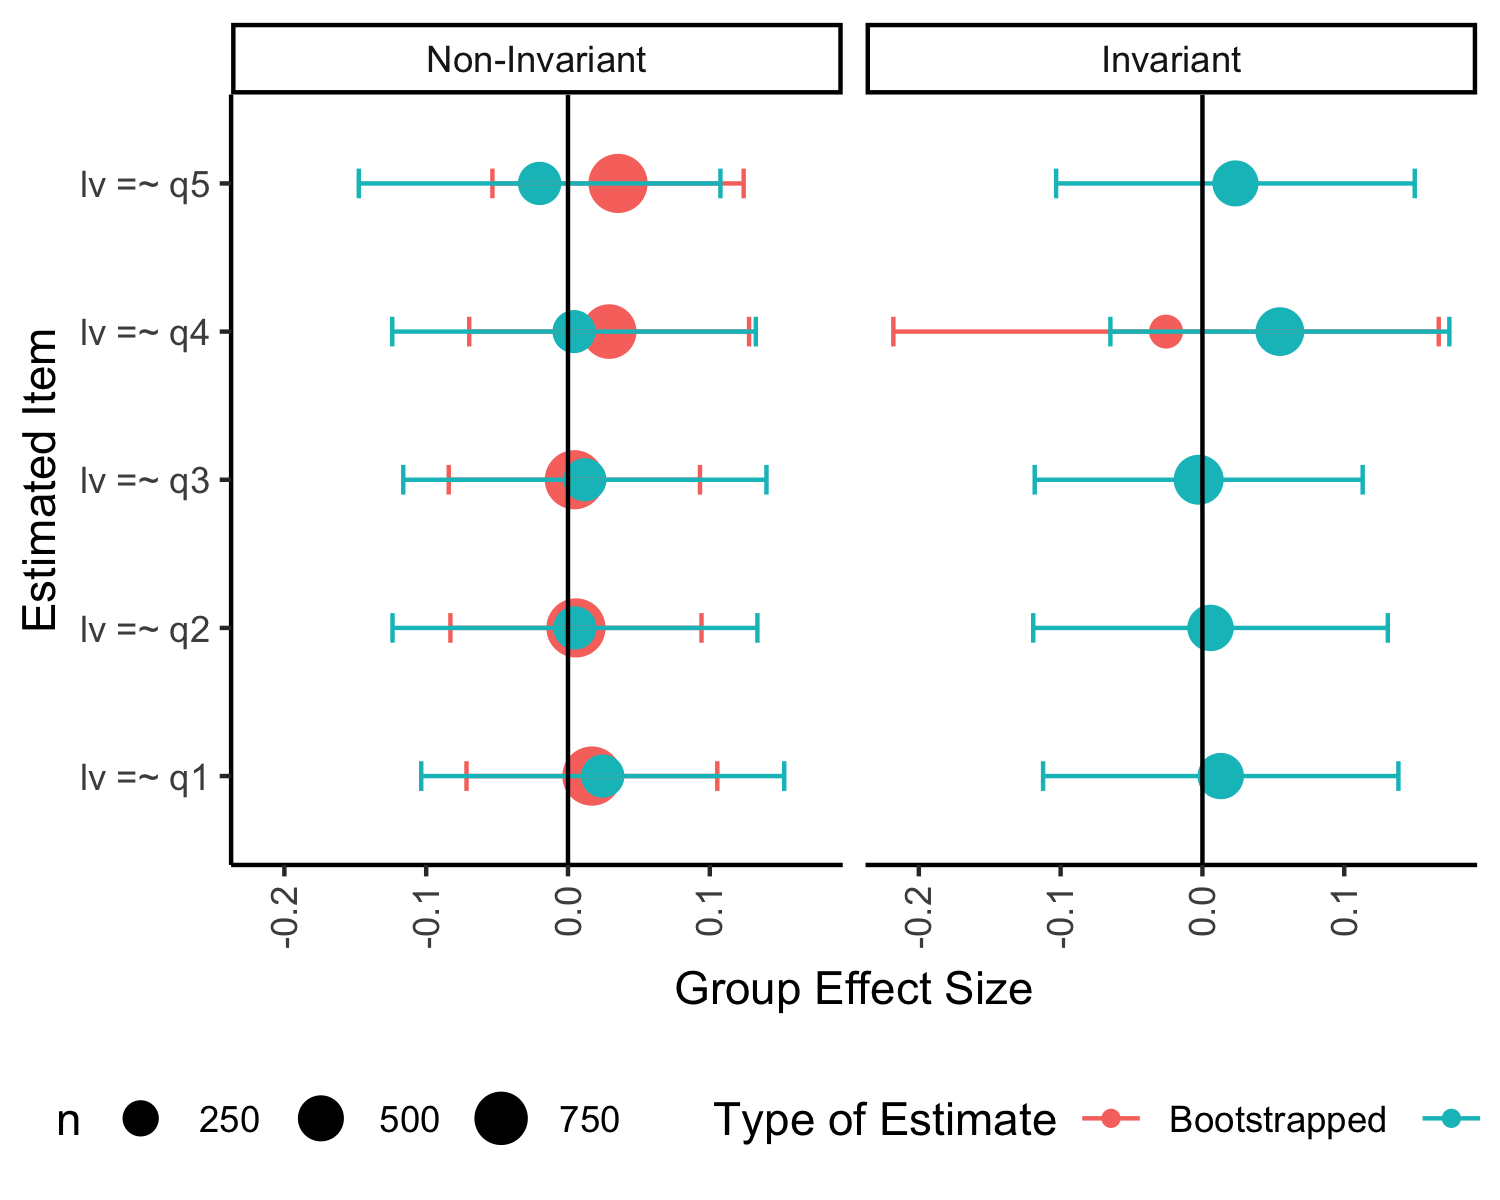 Non-Invariant
Invariant
Estimated Item
lv =~ q5
lv =~ q4
lv =~ q3
lv =~ q2
lv =~ q1
-0.2
-0.1
0.0
0.1
-0.2
-0.1
0.0
0.1
Group Effect Size
n 250 500 750 Type of Estimate Bootstrapped